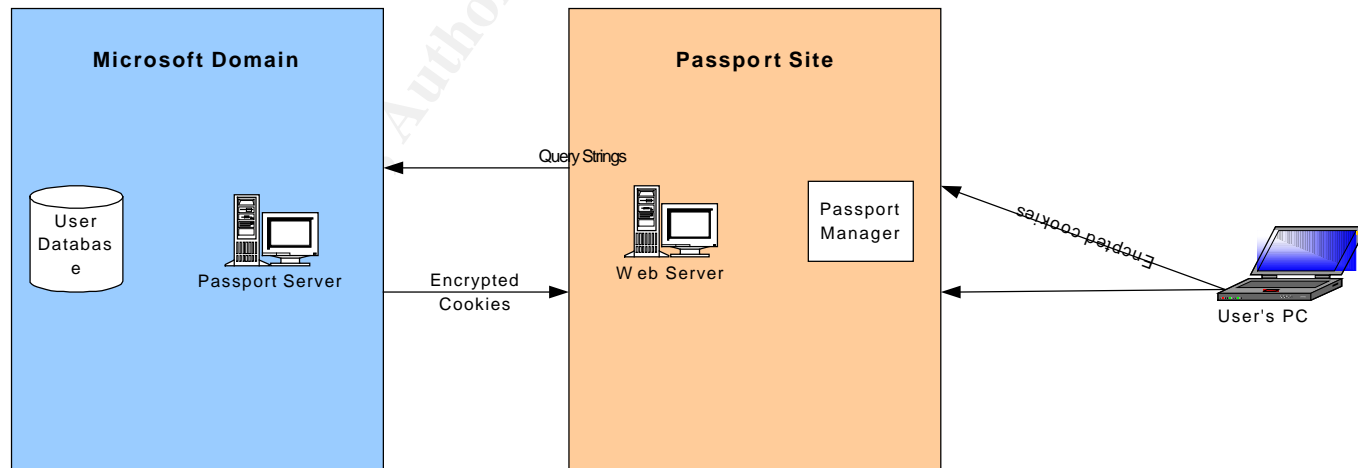 Microsoft Domain
Passport Site
Author
Query Strings
User
Databas
e
Passport Server
Web Server
Passport
Manager
Encrypted
Cookies
Encpted cookies
User's PC